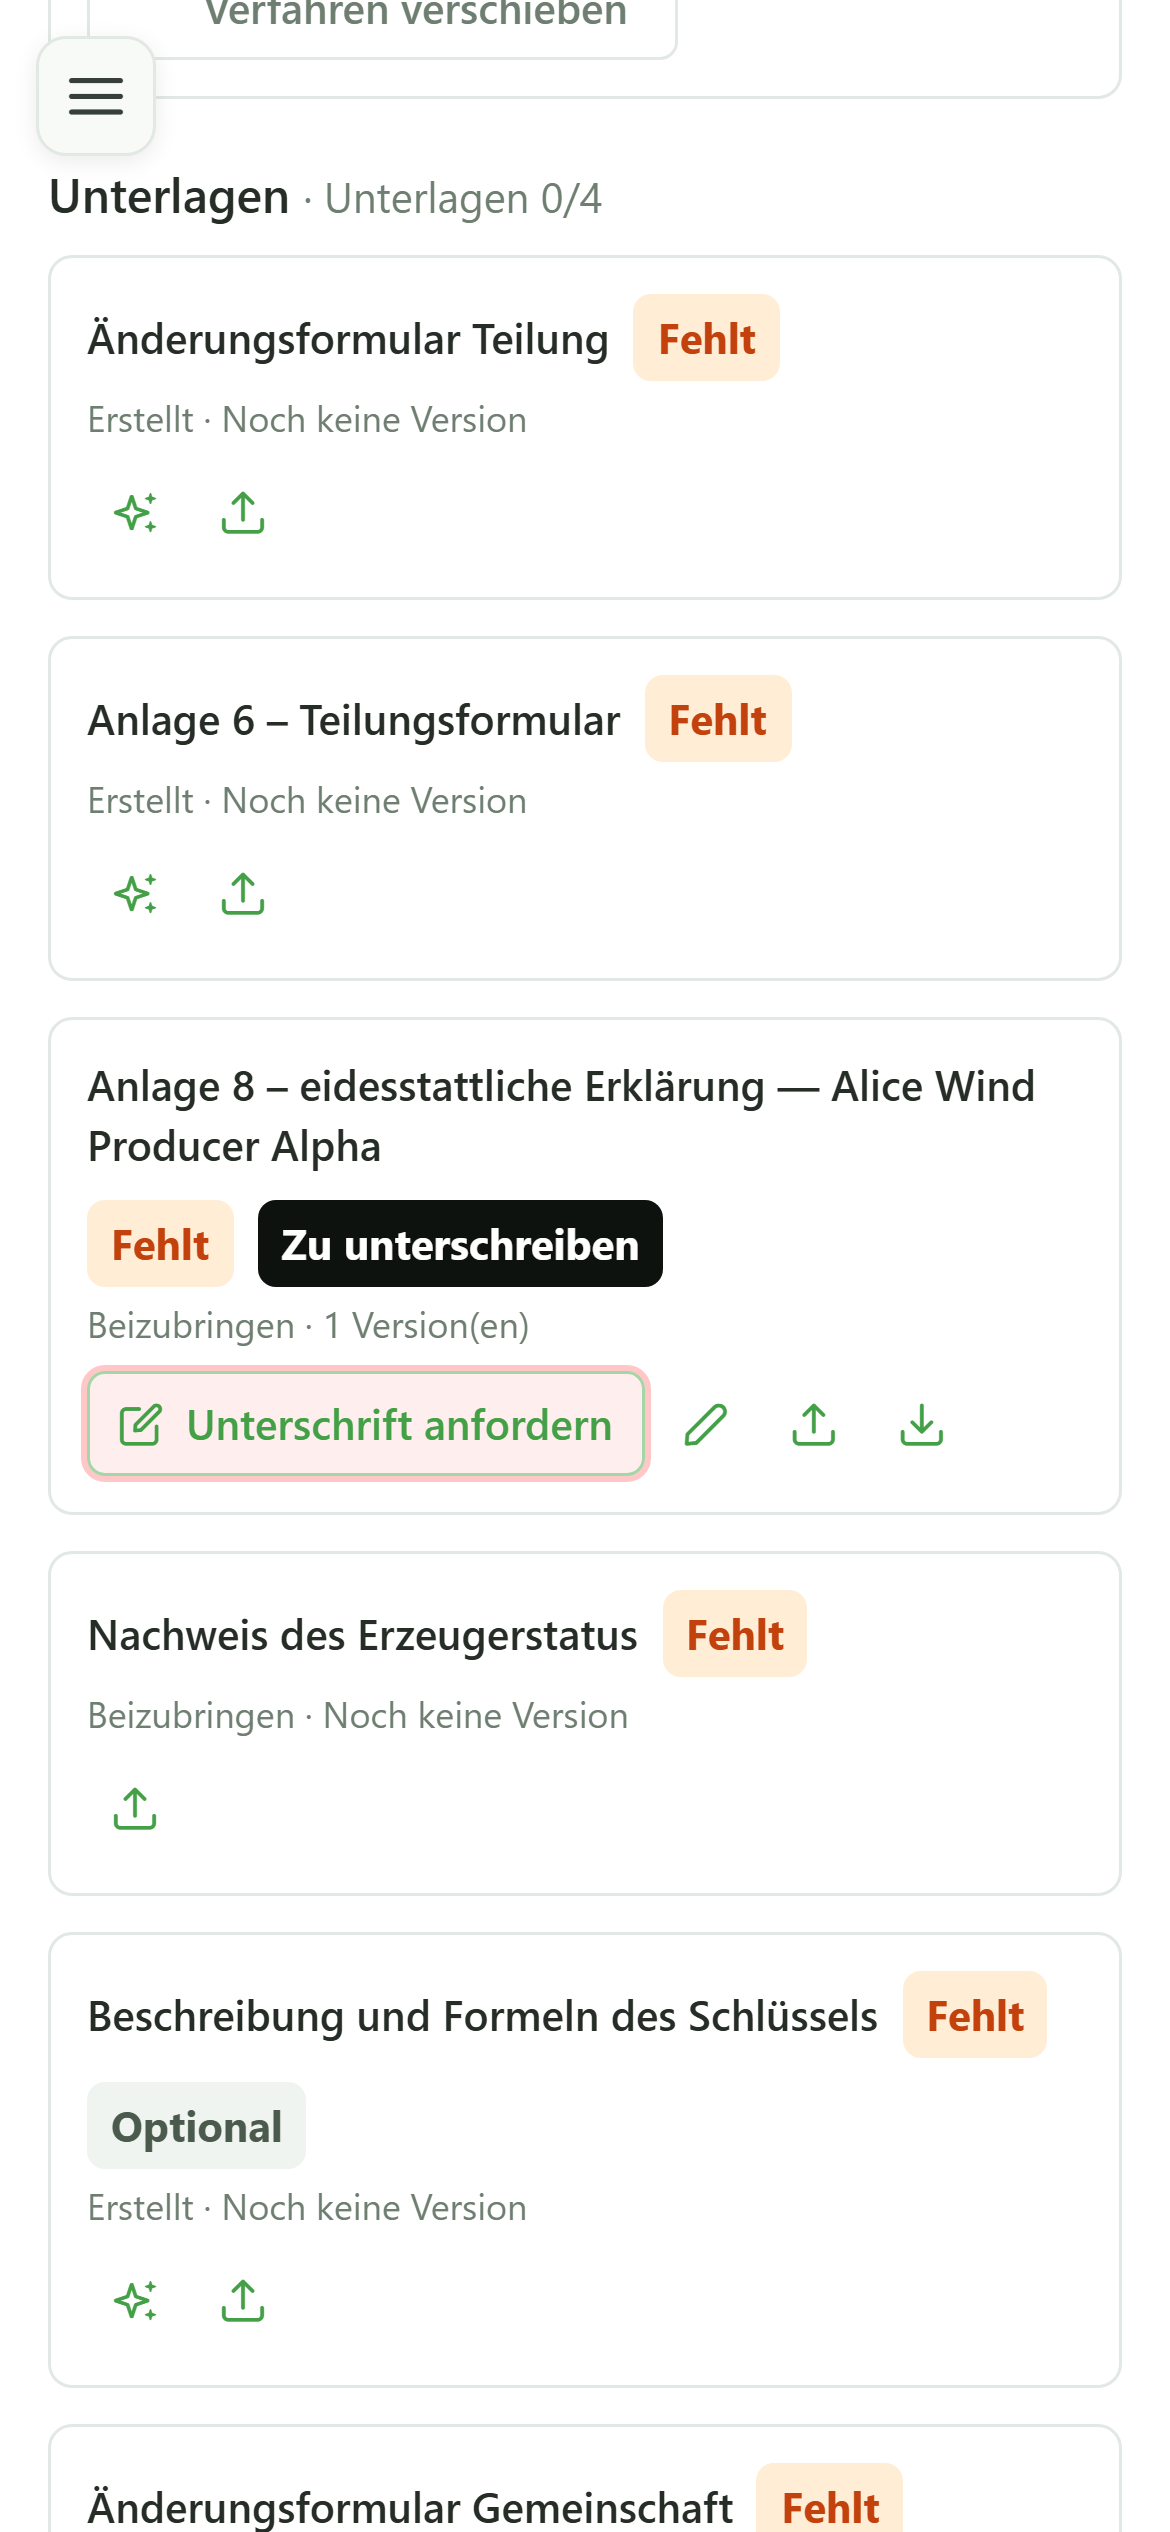 Verfahren verschieben
Unterlagen · Unterlagen 0/4
Änderungsformular Teilung Fehlt
Erstellt · Noch keine Version
Anlage 6 – Teilungsformular Fehlt
Erstellt · Noch keine Version
Anlage 8 – eidesstattliche Erklärung — Alice Wind
Producer Alpha
Fehlt Zu unterschreiben
Beizubringen · 1 Version(en)
Unterschrift anfordern
Nachweis des Erzeugerstatus Fehlt
Beizubringen · Noch keine Version
Beschreibung und Formeln des Schlüssels Fehlt
Optional
Erstellt · Noch keine Version
Änderungsformular Gemeinschaft Fehlt